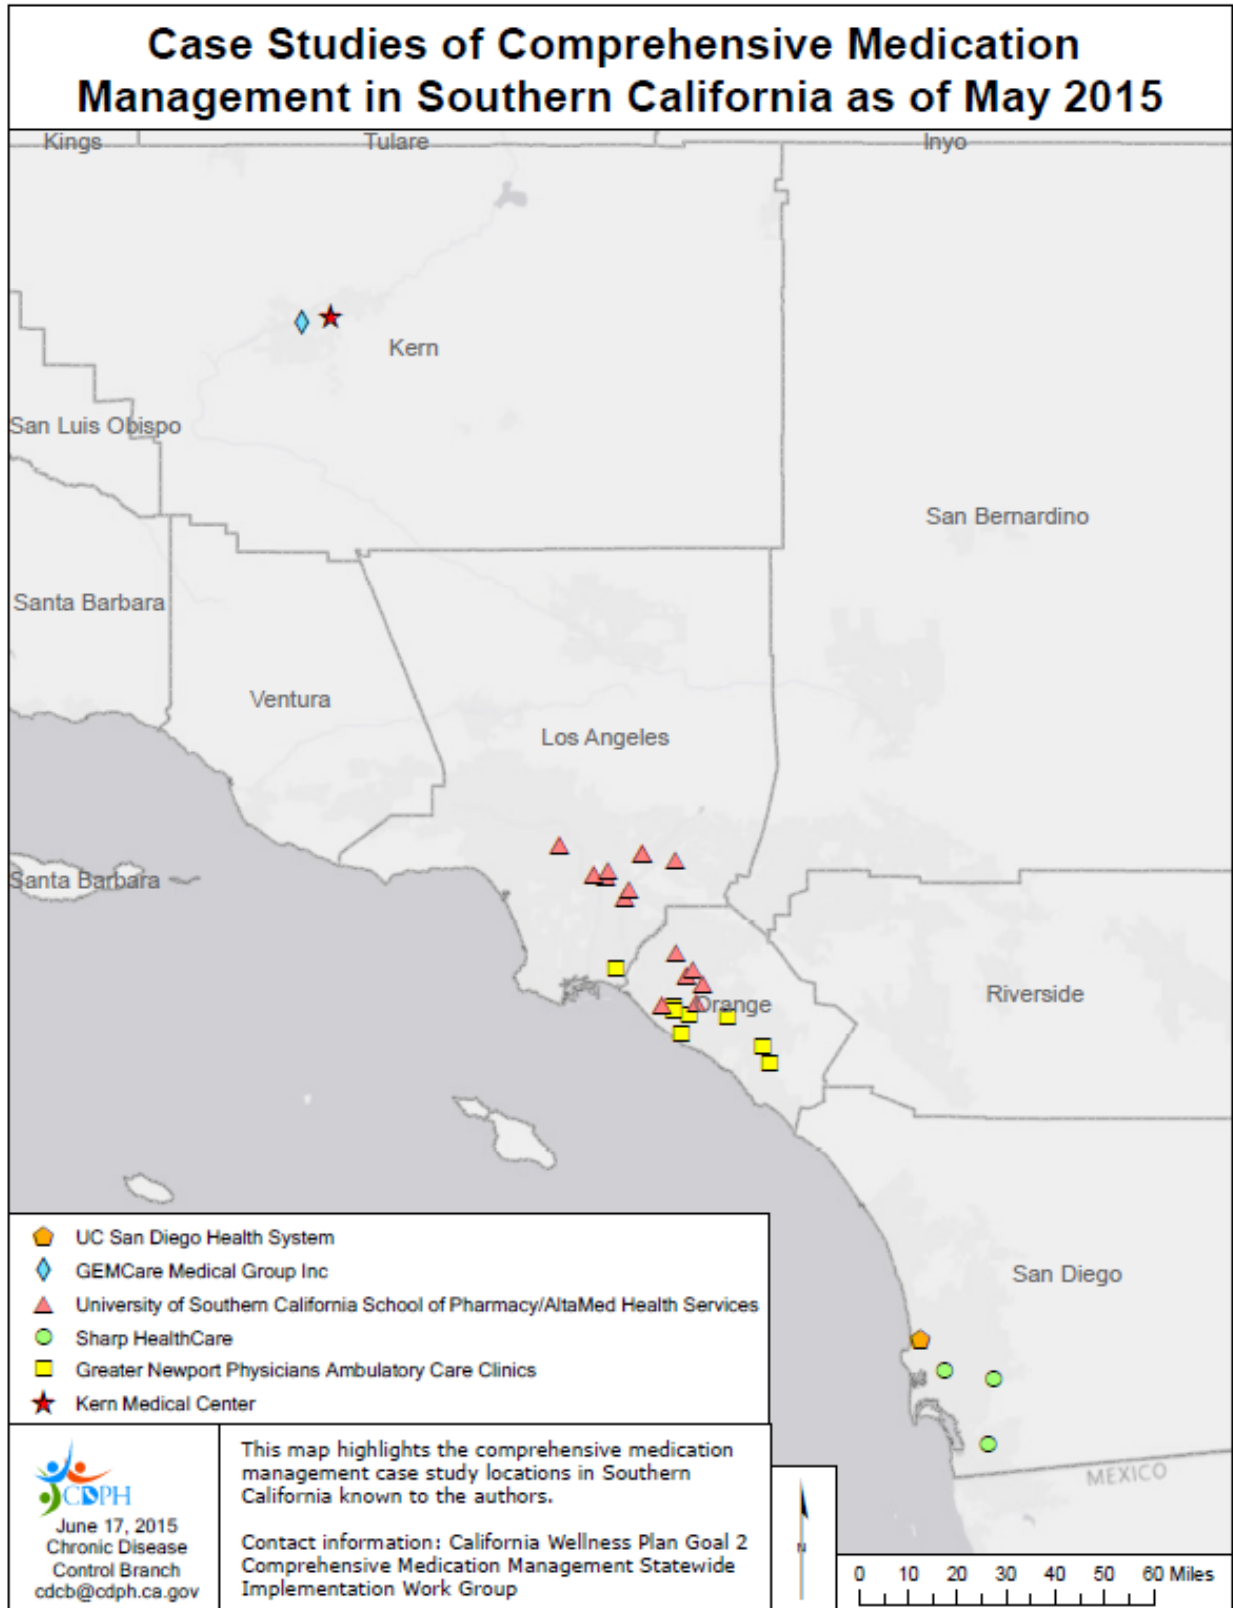 Case Studies of Comprehensive Medication
Management in Southern California as of May 2015
Kings
Tulare
Inyo
Kern
San Luis Obispo
San Bernardino
Santa Barbara
Ventura
Los Angeles
Santa Barbara
Orange
Riverside
San Diego
MEXICO
UC San Diego Health System
GEMCare Medical Group Inc
University of Southern California School of Pharmacy/AltaMed Health Services
Sharp HealthCare
Greater Newport Physicians Ambulatory Care Clinics
Kern Medical Center
CDPH
June 17, 2015
Chronic Disease
Control Branch
cdcb@cdph.ca.gov
This map highlights the comprehensive medication
management case study locations in Southern
California known to the authors.
Contact information: California Wellness Plan Goal 2
Comprehensive Medication Management Statewide
Implementation Work Group
N
0 10 20 30 40 50 60 Miles